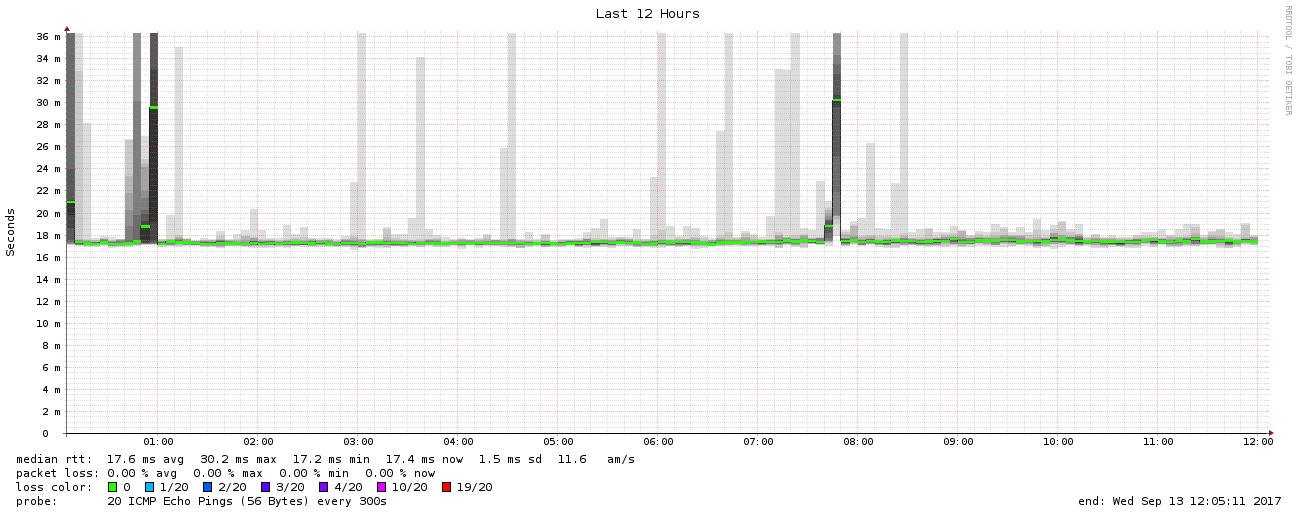 Last 12 Hours
RRDTOOL / TOBI OETIKER
Seconds
36 m
34 m
32 m
30 m
28 m
26 m
24 m
22 m
20 m
18 m
16 m
14 m
12 m
10 m
8 m
6 m
4 m
2 m
0
01:00 02:00 03:00 04:00 05:00 06:00 07:00 08:00 09:00 10:00 11:00 12:00
median rtt: 17.6 ms avg 30.2 ms max 17.2 ms min 17.4 ms now 1.5 ms sd 11.6 am/s
packet loss: 0.00 % avg 0.00 % max 0.00 % min 0.00 % now
loss color: 0 1/20 2/20 3/20 4/20 10/20 19/20
probe: 20 ICMP Echo Pings (56 Bytes) every 300s end: Wed Sep 13 12:05:11 2017